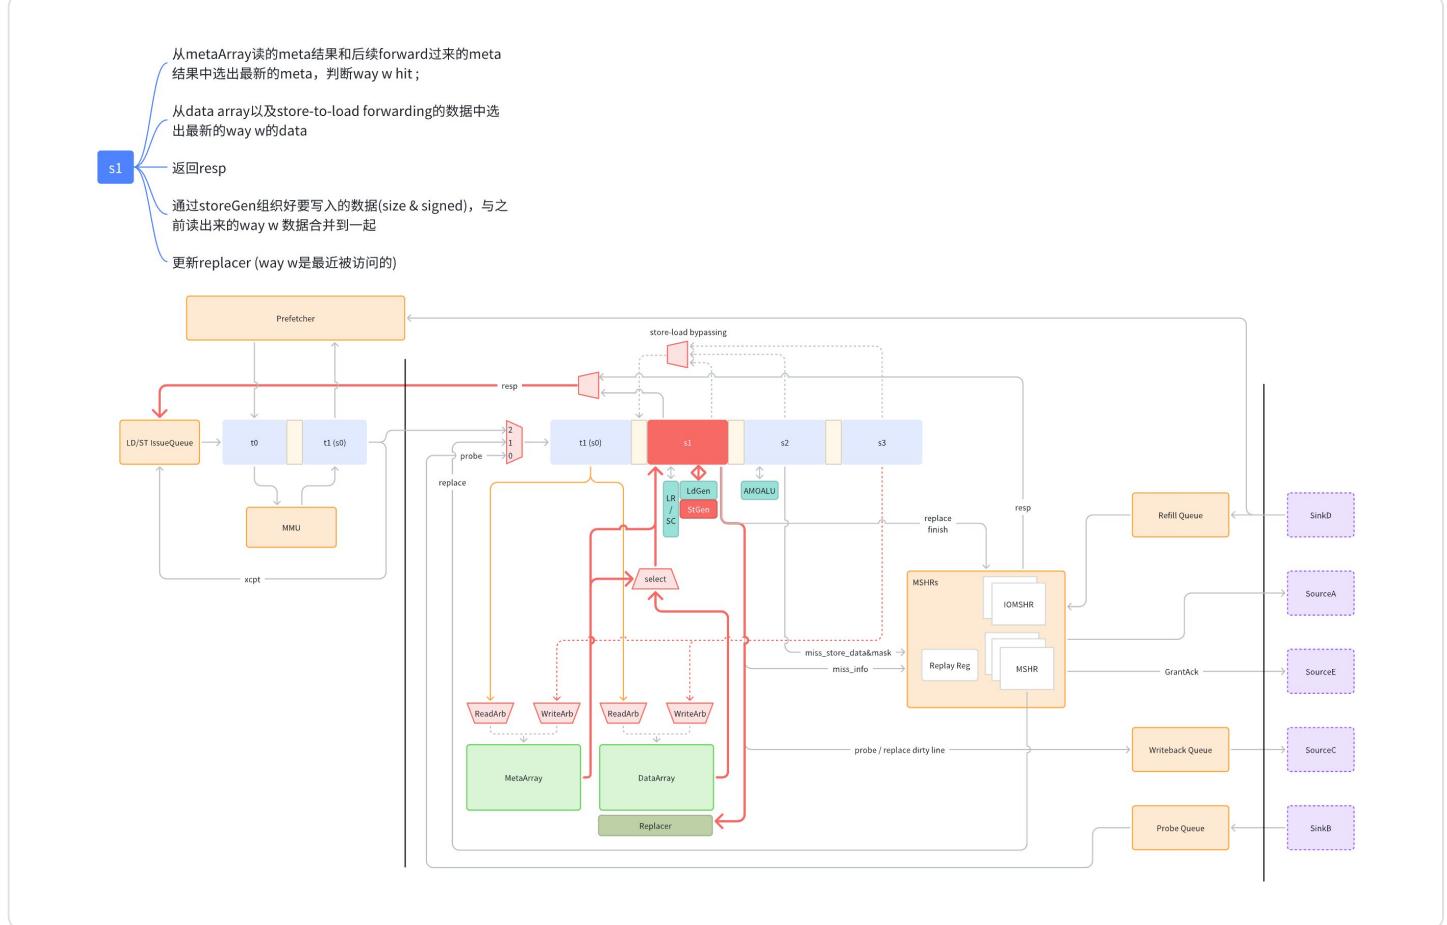 从metaArray读的meta结果和后续forward过来的meta
结果中选出最新的meta，判断way w hit ;
从data array以及store-to-load forwarding的数据中选
出最新的way w的data
s1
返回resp
通过storeGen组织好要写入的数据(size & signed)，与之
前读出来的way w 数据合并到一起
更新replacer (way w是最近被访问的)
Prefetcher
store-load bypassing
resp
LD/ST IssueQueue
t0
t1 (s0)
2
1
0
probe
replace
t1 (s0)
s1
s2
s3
LR
/
SC
LdGen
StGen
AMOALU
MMU
xcpt
replace
finish
resp
Refill Queue
SinkD
select
MSHRs
IOMSHR
Replay Reg
MSHR
SourceA
miss_store_data&mask
miss_info
GrantAck
SourceE
ReadArb
WriteArb
ReadArb
WriteArb
MetaArray
DataArray
Replacer
probe / replace dirty line
Writeback Queue
SourceC
Probe Queue
SinkB